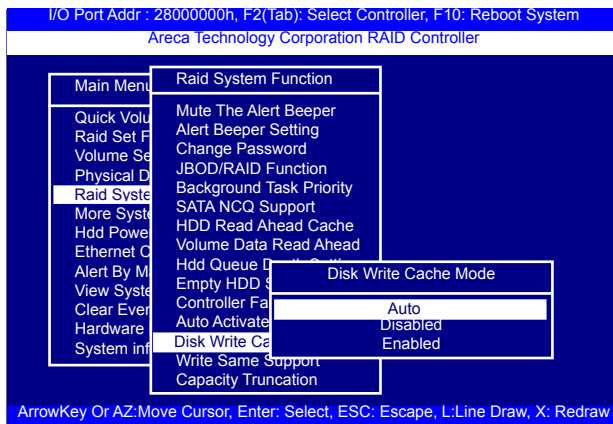 I/O Port Addr : 28000000h, F2(Tab): Select Controller, F10: Reboot System
Areca Technology Corporation RAID Controller
Main Menu
Quick Volu
Raid Set F
Volume Se
Physical D
Raid Syste
More Syste
Hdd Powe
Ethernet C
Alert By Ma
View Syste
Clear Even
Hardware
System inf
Raid System Function
Mute The Alert Beeper
Alert Beeper Setting
Change Password
JBOD/RAID Function
Background Task Priority
SATA NCQ Support
HDD Read Ahead Cache
Volume Data Read Ahead
Hdd Queue Depth Setting
Empty HDD S
Controller Fa
Auto Activate
Disk Write Ca
Write Same Support
Capacity Truncation
Disk Write Cache Mode
Auto
Disabled
Enabled
ArrowKey Or AZ:Move Cursor, Enter: Select, ESC: Escape, L:Line Draw, X: Redraw